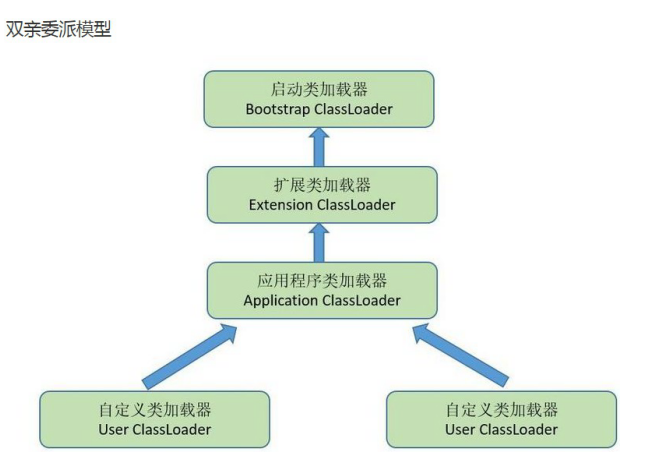 双亲委派模型
启动类加载器
Bootstrap ClassLoader
扩展类加载器
Extension ClassLoader
应用程序类加载器
Application ClassLoader
自定义类加载器
User ClassLoader
自定义类加载器
User ClassLoader